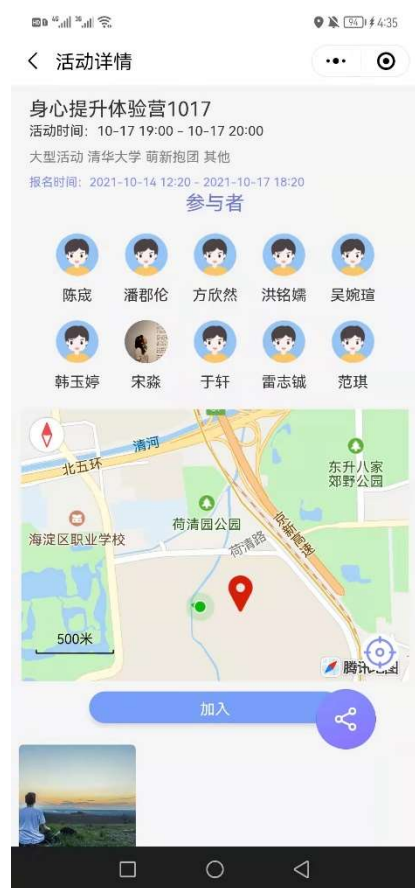 4:35
94
活动详情
身心提升体验营1017
活动时间：10-17 19:00 - 10-17 20:00
大型活动 清华大学 萌新抱团 其他
报名时间：2021-10-14 12:20 - 2021-10-17 18:20
参与者
陈宬 潘郡伦 方欣然 洪铭嬬 吴婉瑄
韩玉婷 宋淼 于轩 雷志铖 范琪
清河
北五环
东升八家
郊野公园
荷清园公园
海淀区职业学校
京新高速
荷清路
500米
腾讯地图
加入